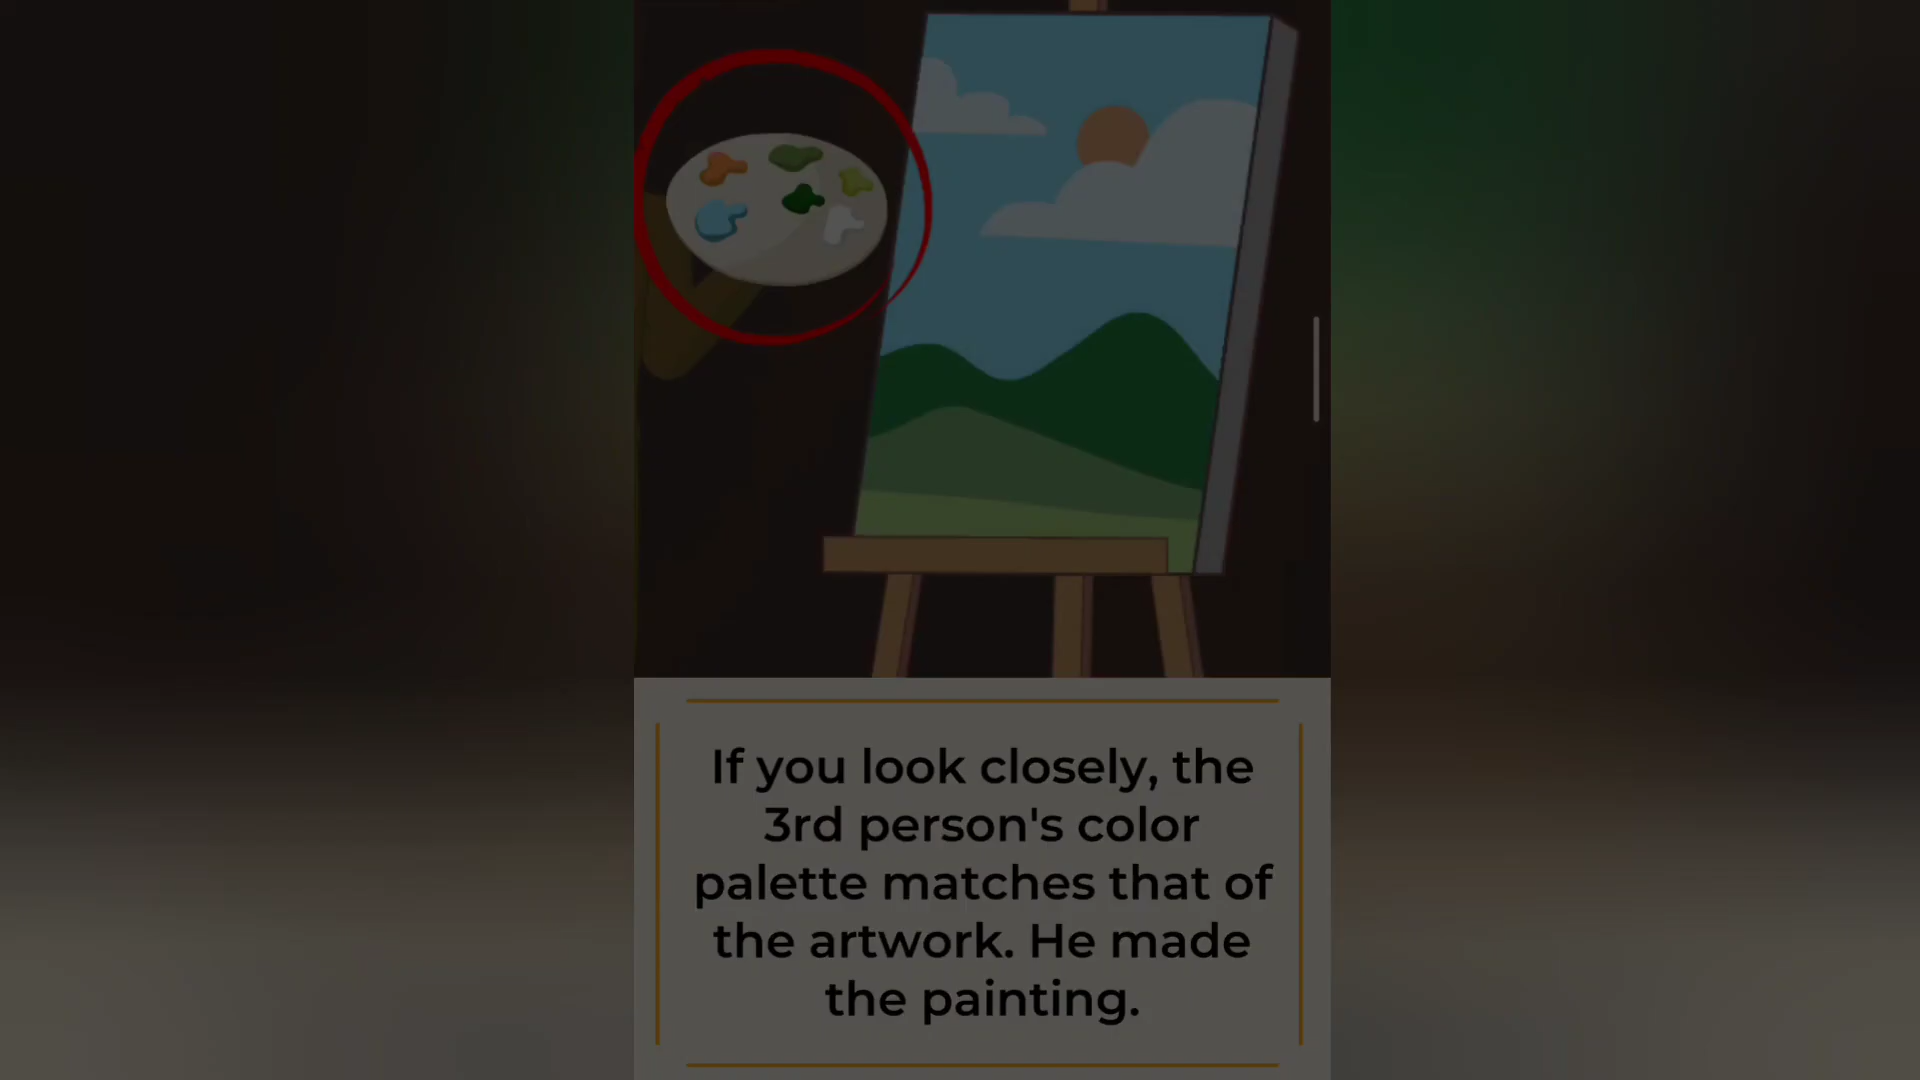 If you look closely, the
3rd person's color
palette matches that of
the artwork. He made
the painting.